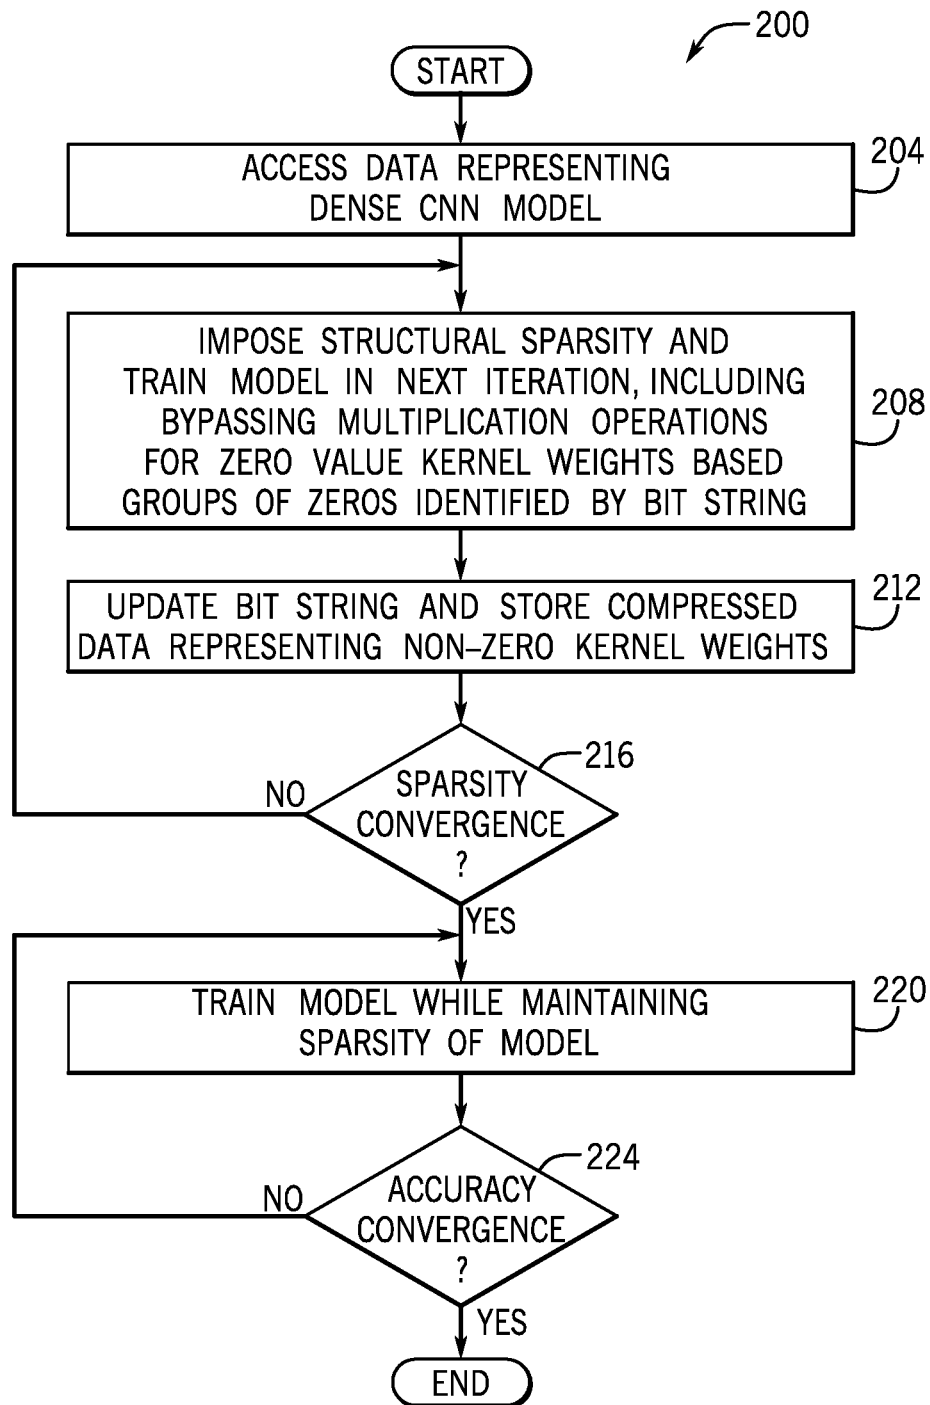 200
START
204
ACCESS DATA REPRESENTING
DENSE CNN MODEL
IMPOSE STRUCTURAL SPARSITY AND
TRAIN MODEL IN NEXT ITERATION, INCLUDING
BYPASSING MULTIPLICATION OPERATIONS
FOR ZERO VALUE KERNEL WEIGHTS BASED
GROUPS OF ZEROS IDENTIFIED BY BIT STRING
208
UPDATE BIT STRING AND STORE COMPRESSED
DATA REPRESENTING NON–ZERO KERNEL WEIGHTS
212
216
SPARSITY
CONVERGENCE
?
NO
YES
TRAIN MODEL WHILE MAINTAINING
SPARSITY OF MODEL
220
224
ACCURACY
CONVERGENCE
?
NO
YES
END